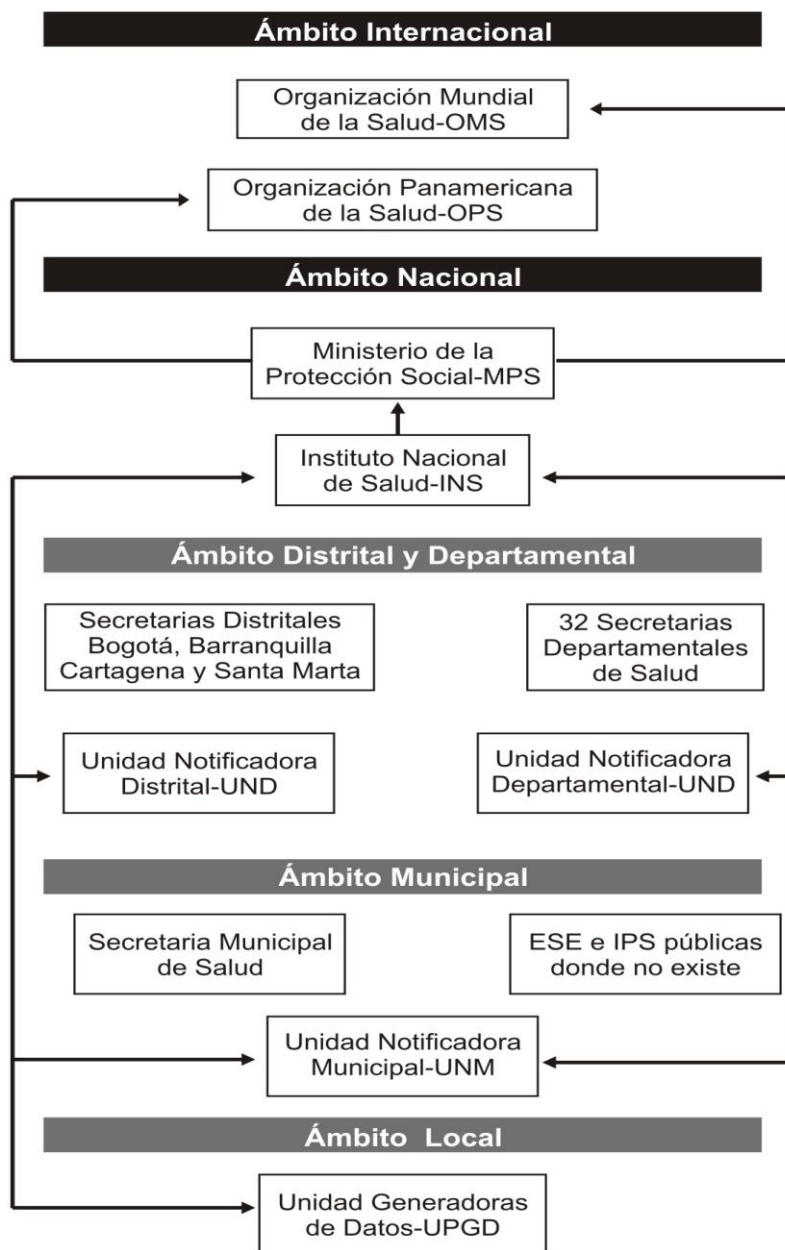 Ámbito Internacional
Organización Mundial
de la Salud-OMS
Organización Panamericana
de la Salud-OPS
Ámbito Nacional
Ministerio de la
Protección Social-MPS
Instituto Nacional
de Salud-INS
Ámbito Distrital y Departamental
Secretarias Distritales
Bogotá, Barranquilla
Cartagena y Santa Marta
32 Secretarias
Departamentales
de Salud
Unidad Notificadora
Distrital-UND
Unidad Notificadora
Departamental-UND
Ámbito Municipal
Secretaria Municipal
de Salud
ESE e IPS públicas
donde no existe
Unidad Notificadora
Municipal-UNM
Ámbito Local
Unidad Generadoras
de Datos-UPGD